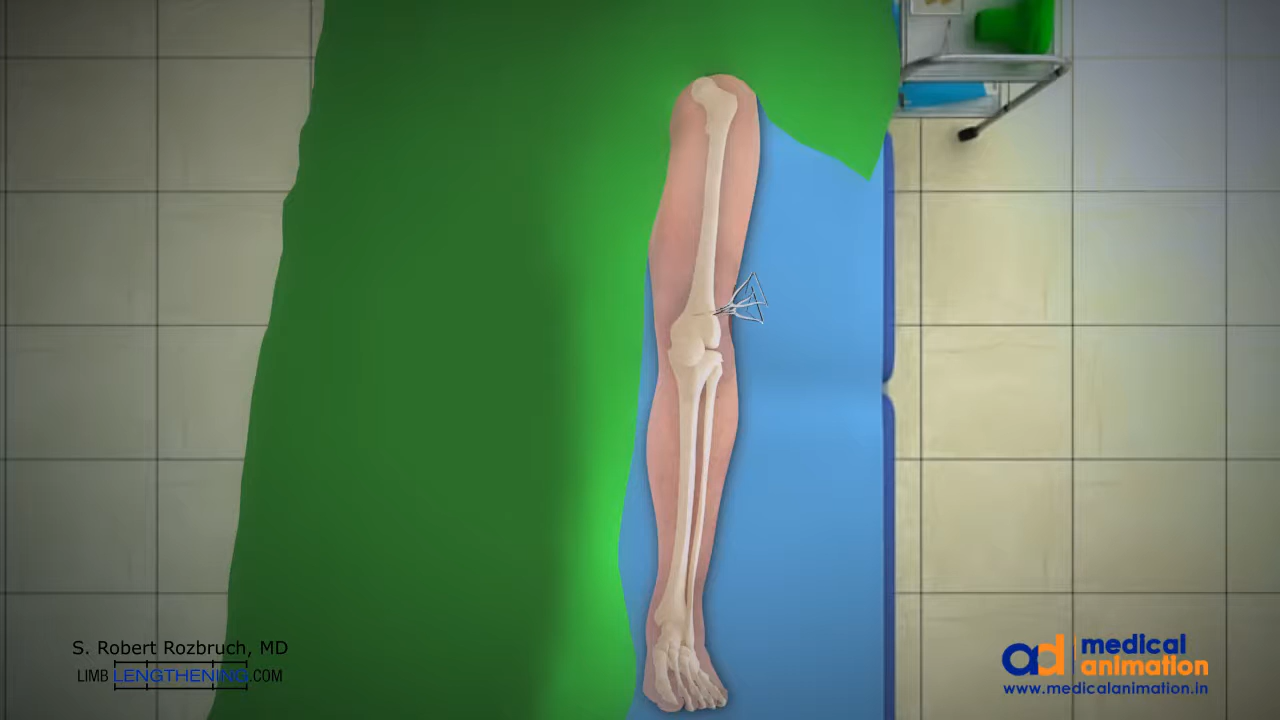 S. Robert Rozbruch, MD
LIMB LENGTHENING.COM
ad medical
animation
www.medicalanimation.in